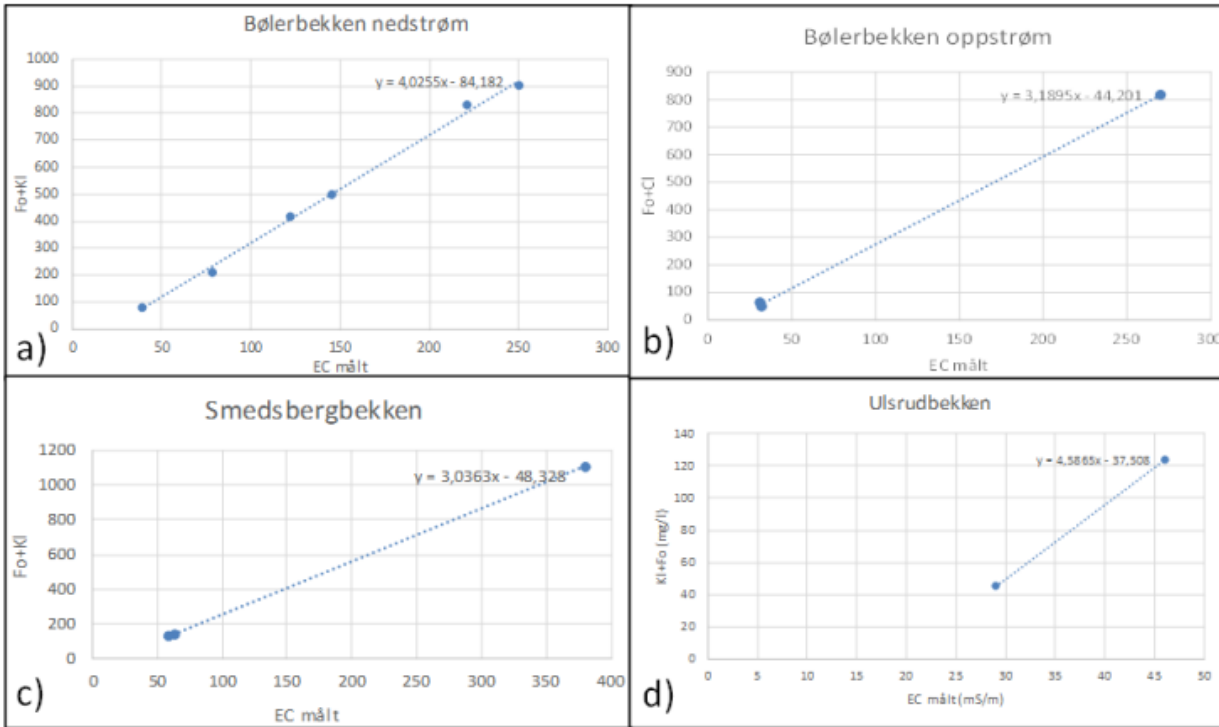 Bølerbekken nedstrøm
1000
900
800
700
600
500
400
300
200
100
0
Fo+Kl
y = 4,0255x - 84,182
0 50 100 150 200 250 300
EC målt
a)
Bølerbekken oppstrøm
900
800
700
600
500
400
300
200
100
0
Fo+Cl
y = 3,1895x - 44,201
0 50 100 150 200 250 300
EC målt
b)
Smedsbergbekken
1200
1000
800
600
400
200
0
Fo+Kl
y = 3,0363x - 48,328
0 50 100 150 200 250 300 350 400
EC målt
c)
Ulsrudbekken
140
120
100
80
60
40
20
0
Kl+Fo (mg/l)
y = 4,5865x - 37,508
0 5 10 15 20 25 30 35 40 45 50
EC målt (mS/m)
d)